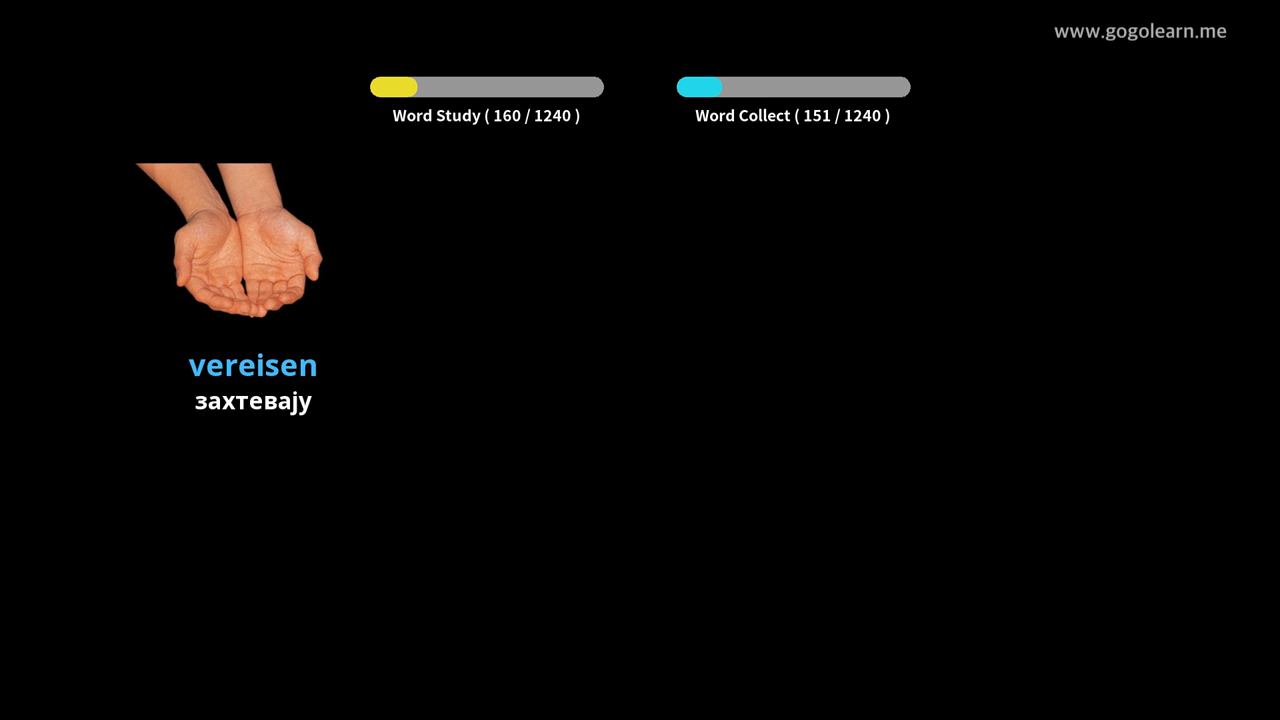 www.gogolearn.me
Word Study ( 160 / 1240 )
Word Collect ( 151 / 1240 )
vereisen
захтевају